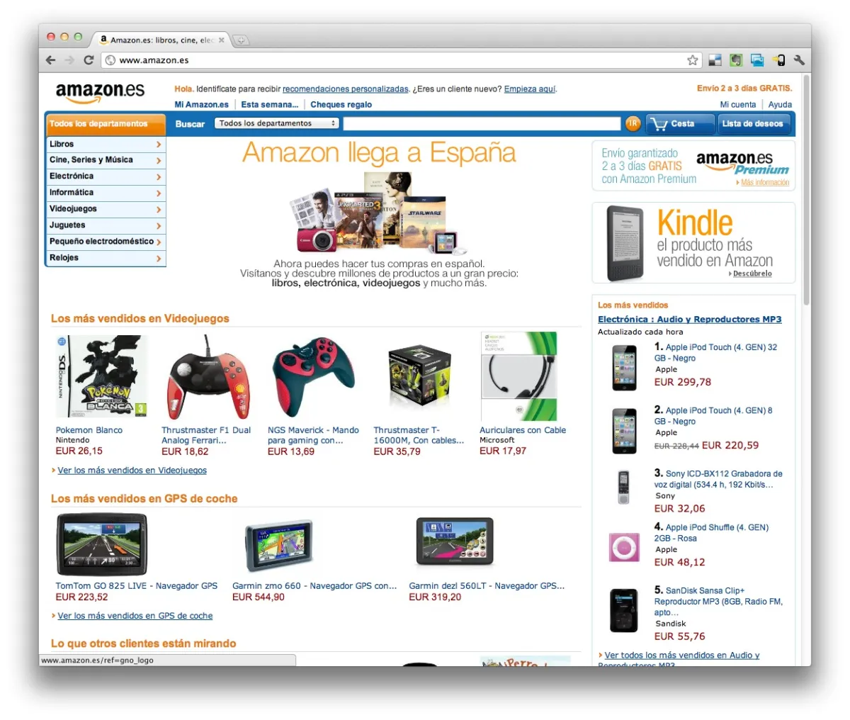 Amazon.es: libros, cine, elec
www.amazon.es
amazon.es
Hola. Identifícate para recibir recomendaciones personalizadas. ¿Eres un cliente nuevo? Empieza aquí.
Envío 2 a 3 días GRATIS.
Mi Amazon.es | Esta semana... | Cheques regalo
Mi cuenta | Ayuda
Todos los departamentos
Buscar
Todos los departamentos
IR
Cesta
Lista de deseos
Libros
Cine, Series y Música
Electrónica
Informática
Videojuegos
Juguetes
Pequeño electrodoméstico
Relojes
Amazon llega a España
UNCHARTED 3
STAR WARS
Ahora puedes hacer tus compras en español.
Visítanos y descubre millones de productos a un gran precio:
libros, electrónica, videojuegos y mucho más.
Envío garantizado
2 a 3 días GRATIS
con Amazon Premium
amazon.es
Premium
Más información
Kindle
el producto más
vendido en Amazon
Descúbrelo
Los más vendidos en Videojuegos
NINTENDO DS
POKéMON
EDICIÓN
BLANCA
Pokemon Blanco
Nintendo
EUR 26,15
Thrustmaster F1 Dual
Analog Ferrari...
EUR 18,62
NGS Maverick - Mando
para gaming con...
EUR 13,69
Thrustmaster T-
16000M, Con cables...
EUR 35,79
Auriculares con Cable
Microsoft
EUR 17,97
Ver los más vendidos en Videojuegos
Los más vendidos en GPS de coche
TomTom GO 825 LIVE - Navegador GPS
EUR 223,52
Garmin zmo 660 - Navegador GPS con...
EUR 544,90
Garmin dezl 560LT - Navegador GPS...
EUR 319,20
Ver los más vendidos en GPS de coche
Lo que otros clientes están mirando
Los más vendidos
Electrónica : Audio y Reproductores MP3
Actualizado cada hora
1. Apple iPod Touch (4. GEN) 32
GB - Negro
Apple
EUR 299,78
2. Apple iPod Touch (4. GEN) 8
GB - Negro
Apple
EUR 226,44 EUR 220,59
3. Sony ICD-BX112 Grabadora de
voz digital (534.4 h, 192 Kbit/s...
Sony
EUR 32,06
4. Apple iPod Shuffle (4. GEN)
2GB - Rosa
Apple
EUR 48,12
5. SanDisk Sansa Clip+
Reproductor MP3 (8GB, Radio FM,
apto...
Sandisk
EUR 55,76
Ver todos los más vendidos en Audio y
Reproductores MP3
www.amazon.es/ref=gno_logo